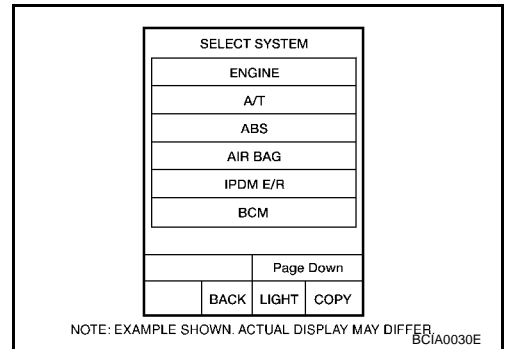 SELECT SYSTEM
ENGINE
A/T
ABS
AIR BAG
IPDM E/R
BCM
Page Down
BACK LIGHT COPY
NOTE: EXAMPLE SHOWN. ACTUAL DISPLAY MAY DIFFER.
BCIA0030E